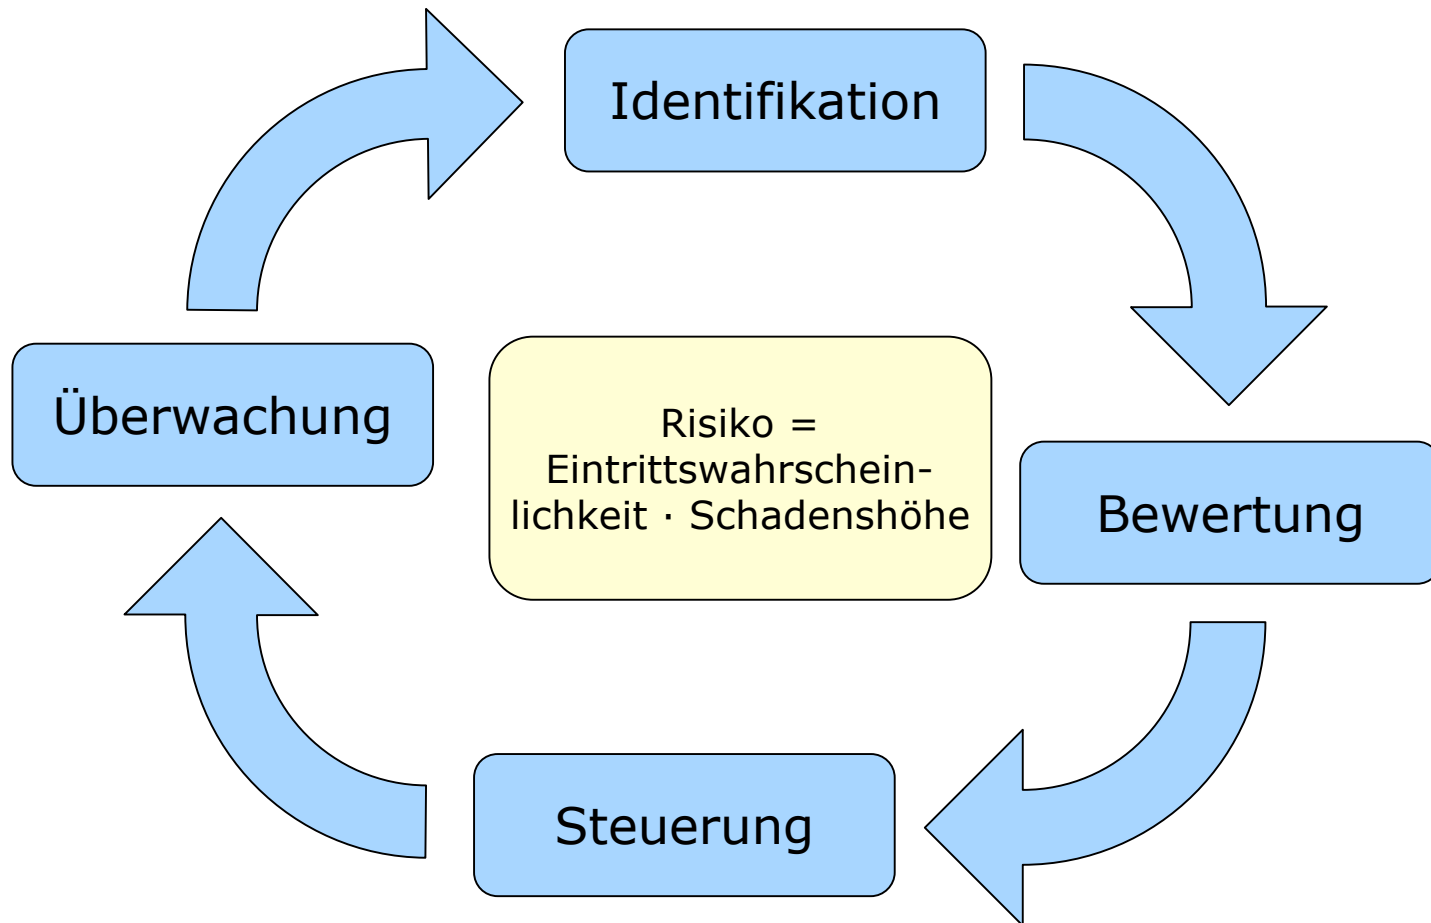 Identifikation
Überwachung
Risiko =
Eintrittswahrschein-
lichkeit · Schadenshöhe
Bewertung
Steuerung